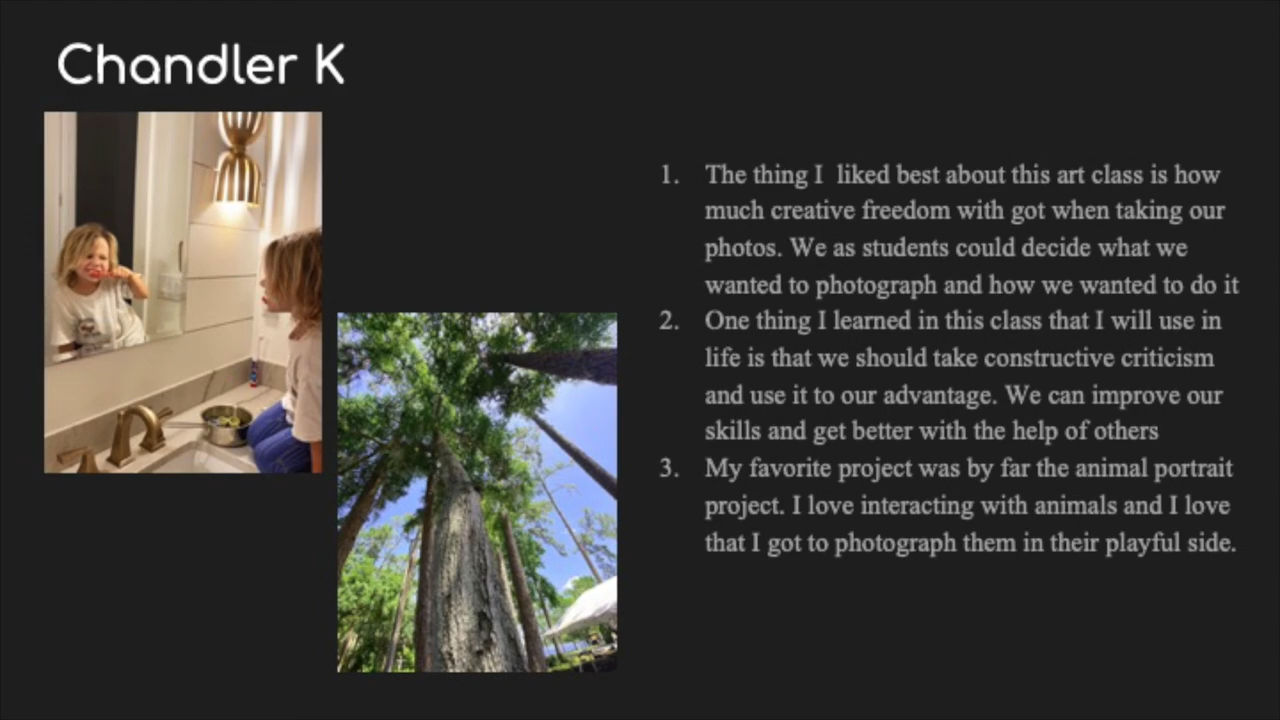 Chandler K
1. The thing I  liked best about this art class is how
much creative freedom with got when taking our
photos. We as students could decide what we
wanted to photograph and how we wanted to do it
2. One thing I learned in this class that I will use in
life is that we should take constructive criticism
and use it to our advantage. We can improve our
skills and get better with the help of others
3. My favorite project was by far the animal portrait
project. I love interacting with animals and I love
that I got to photograph them in their playful side.